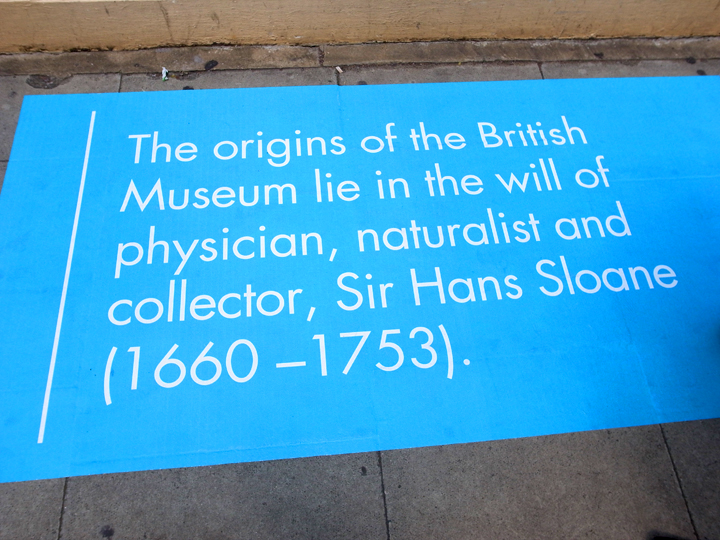 The origins of the British
Museum lie in the will of
physician, naturalist and
collector, Sir Hans Sloane
(1660 –1753).